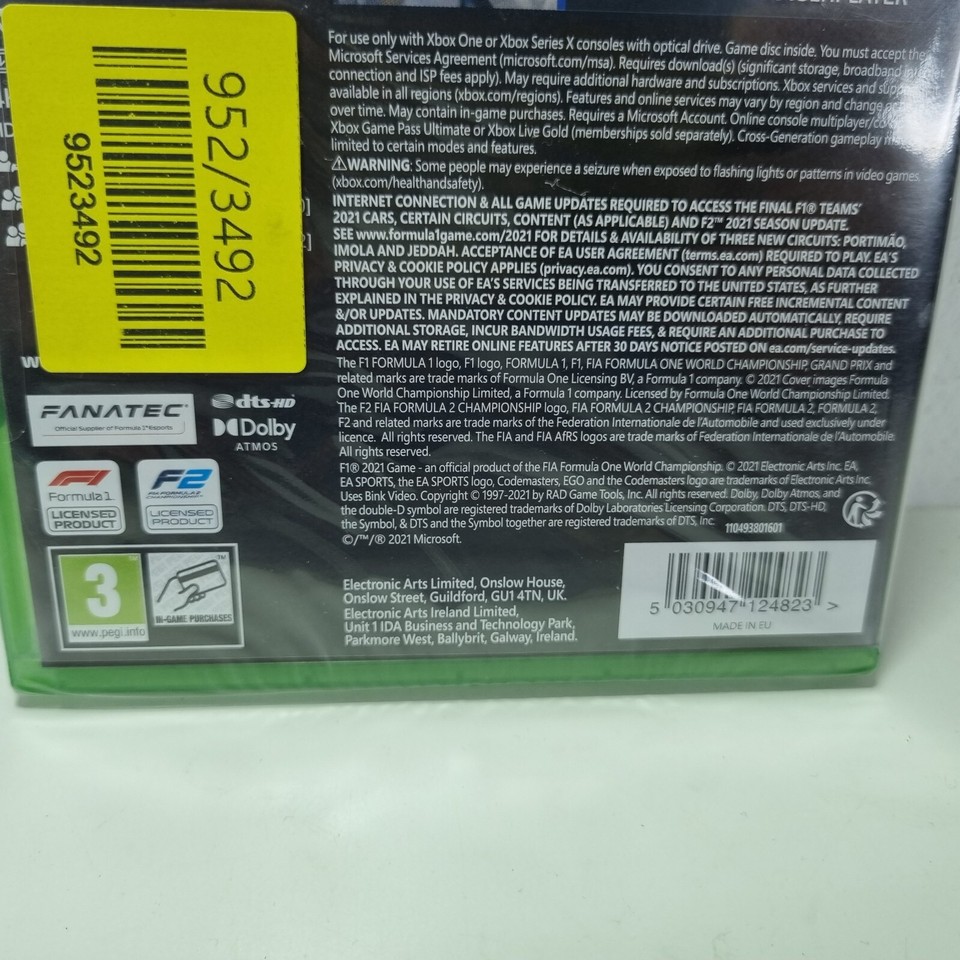 For use only with Xbox One or Xbox Series X consoles with optical drive. Game disc inside. You must accept the
Microsoft Services Agreement (microsoft.com/msa). Requires download(s) (significant storage, broadband
connection and ISP fees apply). May require additional hardware and subscriptions. Xbox services and
available in all regions (xbox.com/regions). Features and online services may vary by region and change
over time. May contain in-game purchases. Requires a Microsoft Account. Online console multiplayer
Xbox Game Pass Ultimate or Xbox Live Gold (memberships sold separately). Cross-Generation gameplay
limited to certain modes and features.
⚠WARNING: Some people may experience a seizure when exposed to flashing lights or patterns in video games
(xbox.com/healthandsafety).
INTERNET CONNECTION & ALL GAME UPDATES REQUIRED TO ACCESS THE FINAL F1® TEAMS'
2021 CARS, CERTAIN CIRCUITS, CONTENT (AS APPLICABLE) AND F2™ 2021 SEASON UPDATE.
SEE www.formula1game.com/2021 FOR DETAILS & AVAILABILITY OF THREE NEW CIRCUITS: PORTIMÃO,
IMOLA AND JEDDAH. ACCEPTANCE OF EA USER AGREEMENT (terms.ea.com) REQUIRED TO PLAY. EA'S
PRIVACY & COOKIE POLICY APPLIES (privacy.ea.com). YOU CONSENT TO ANY PERSONAL DATA COLLECTED
THROUGH YOUR USE OF EA'S SERVICES BEING TRANSFERRED TO THE UNITED STATES, AS FURTHER
EXPLAINED IN THE PRIVACY & COOKIE POLICY. EA MAY PROVIDE CERTAIN FREE INCREMENTAL CONTENT
&/OR UPDATES. MANDATORY CONTENT UPDATES MAY BE DOWNLOADED AUTOMATICALLY, REQUIRE
ADDITIONAL STORAGE, INCUR BANDWIDTH USAGE FEES, & REQUIRE AN ADDITIONAL PURCHASE TO
ACCESS. EA MAY RETIRE ONLINE FEATURES AFTER 30 DAYS NOTICE POSTED ON ea.com/service-updates.
The F1 FORMULA 1 logo, F1 logo, FORMULA 1, F1, FIA FORMULA ONE WORLD CHAMPIONSHIP, GRAND PRIX and
related marks are trade marks of Formula One Licensing BV, a Formula 1 company. © 2021 Cover images Formula
One World Championship Limited, a Formula 1 company. Licensed by Formula One World Championship Limited.
The F2 FIA FORMULA 2 CHAMPIONSHIP logo, FIA FORMULA 2 CHAMPIONSHIP, FIA FORMULA 2, FORMULA 2,
F2 and related marks are trade marks of the Federation Internationale de l'Automobile and used exclusively under
licence. All rights reserved. The FIA and FIA AfRS logos are trade marks of Federation Internationale de l'Automobile.
All rights reserved.
F1® 2021 Game - an official product of the FIA Formula One World Championship. © 2021 Electronic Arts Inc. EA,
EA SPORTS, the EA SPORTS logo, Codemasters, EGO and the Codemasters logo are trademarks of Electronic Arts Inc.
Uses Bink Video. Copyright © 1997-2021 by RAD Game Tools, Inc. All rights reserved. Dolby, Dolby Atmos, and
the double-D symbol are registered trademarks of Dolby Laboratories Licensing Corporation. DTS, DTS-HD,
the Symbol, & DTS and the Symbol together are registered trademarks of DTS, Inc. 110493801601
©/™/® 2021 Microsoft.
Electronic Arts Limited, Onslow House,
Onslow Street, Guildford, GU1 4TN, UK.
Electronic Arts Ireland Limited,
Unit 1 IDA Business and Technology Park,
Parkmore West, Ballybrit, Galway, Ireland.
952/3492
95234492
FANATEC®
Official Supplier of Formula 1® Esports
dts-HD
Dolby
ATMOS
F1
Formula 1
LICENSED
PRODUCT
F2
FIA FORMULA 2
CHAMPIONSHIP
LICENSED
PRODUCT
3
www.pegi.info
IN-GAME PURCHASES
5 030947 124823 >
MADE IN EU